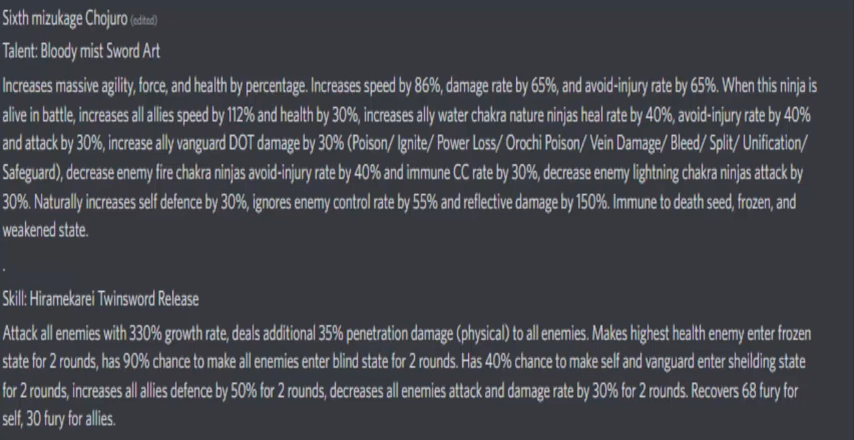 Sixth mizukage Chojuro (edited)
Talent: Bloody mist Sword Art
Increases massive agility, force, and health by percentage. Increases speed by 86%, damage rate by 65%, and avoid-injury rate by 65%. When this ninja is
alive in battle, increases all allies speed by 112% and health by 30%, increases ally water chakra nature ninjas heal rate by 40%, avoid-injury rate by 40%
and attack by 30%, increase ally vanguard DOT damage by 30% (Poison/ Ignite/ Power Loss/ Orochi Poison/ Vein Damage/ Bleed/ Split/ Unification/
Safeguard), decrease enemy fire chakra ninjas avoid-injury rate by 40% and immune CC rate by 30%, decrease enemy lightning chakra ninjas attack by
30%. Naturally increases self defence by 30%, ignores enemy control rate by 55% and reflective damage by 150%. Immune to death seed, frozen, and
weakened state.
.
Skill: Hiramekarei Twinsword Release
Attack all enemies with 330% growth rate, deals additional 35% penetration damage (physical) to all enemies. Makes highest health enemy enter frozen
state for 2 rounds, has 90% chance to make all enemies enter blind state for 2 rounds. Has 40% chance to make self and vanguard enter sheilding state
for 2 rounds, increases all allies defence by 50% for 2 rounds, decreases all enemies attack and damage rate by 30% for 2 rounds. Recovers 68 fury for
self, 30 fury for allies.